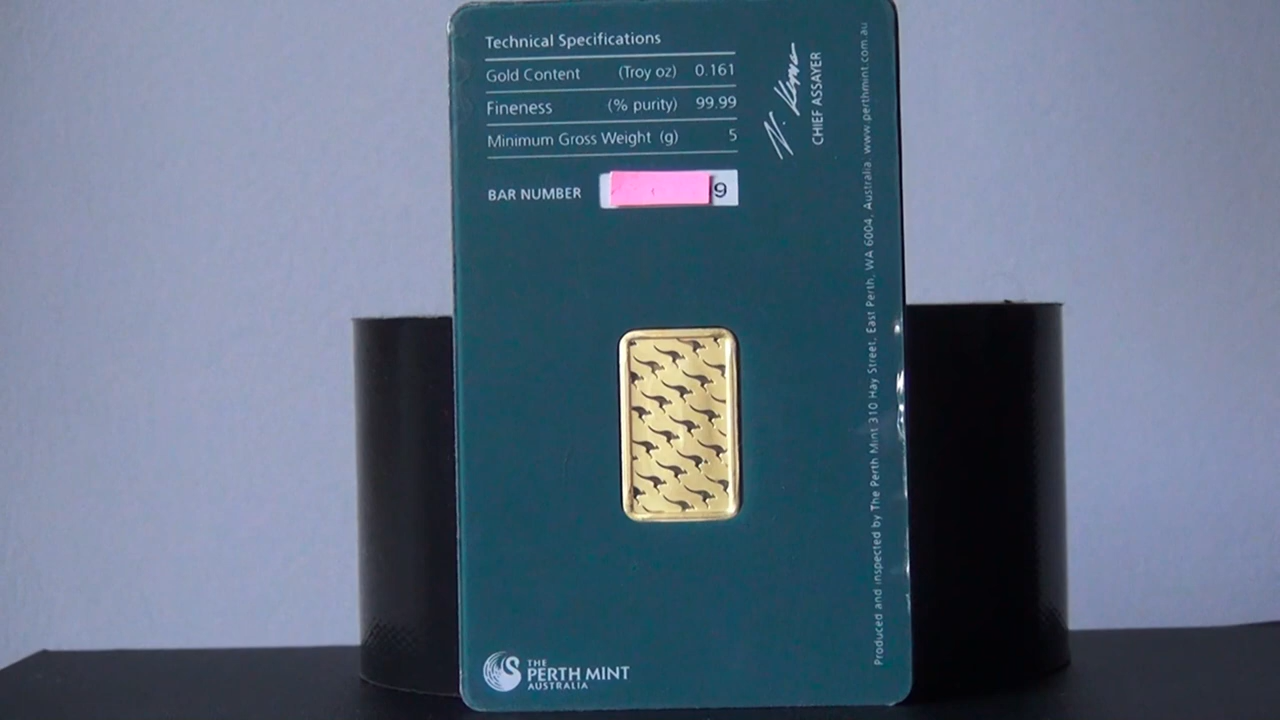 Technical Specifications
Gold Content (Troy oz) 0.161
Fineness (% purity) 99.99
Minimum Gross Weight (g) 5
BAR NUMBER 9
CHIEF ASSAYER
Produced and inspected by The Perth Mint 310 Hay Street, East Perth, WA 6004, Australia. www.perthmint.com.au
THE
PERTH MINT
AUSTRALIA